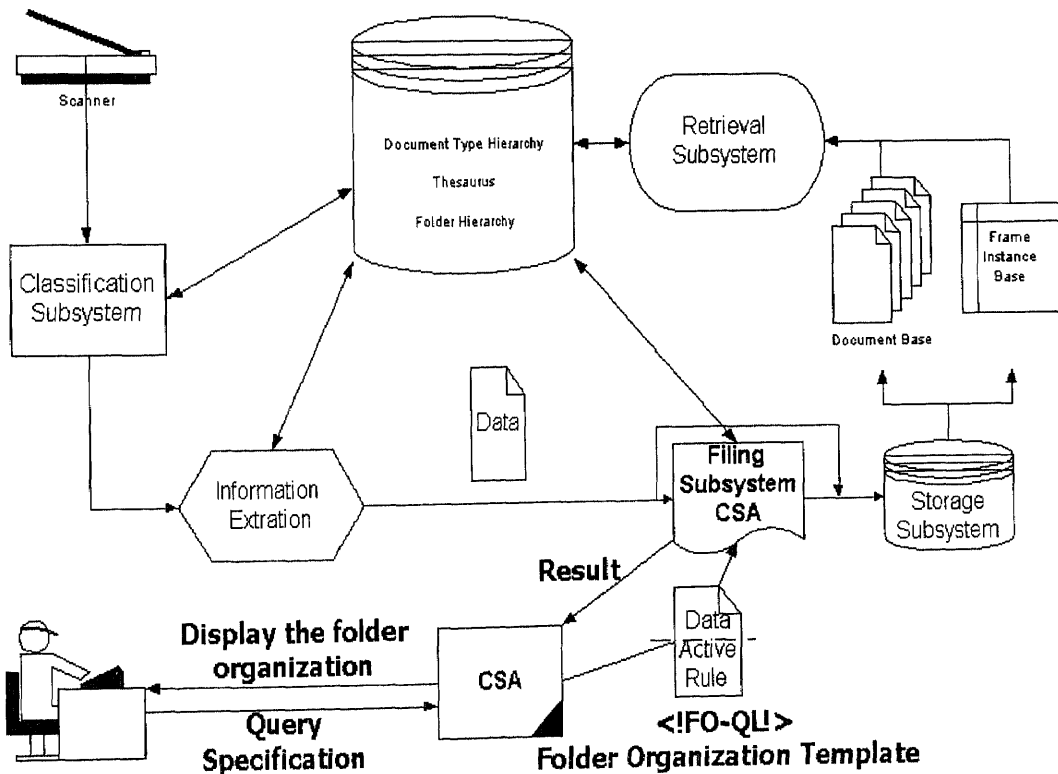 Scanner
Document Type Hierarchy
Thesaurus
Folder Hierarchy
Retrieval
Subsystem
Classification
Subsystem
Frame
Instance
Base
Document Base
Data
Information
Extration
Filing
Subsystem
CSA
Storage
Subsystem
Result
Display the folder
organization
CSA
Data
Active
Rule
Query
Specification
<!FO-QL!>
Folder Organization Template